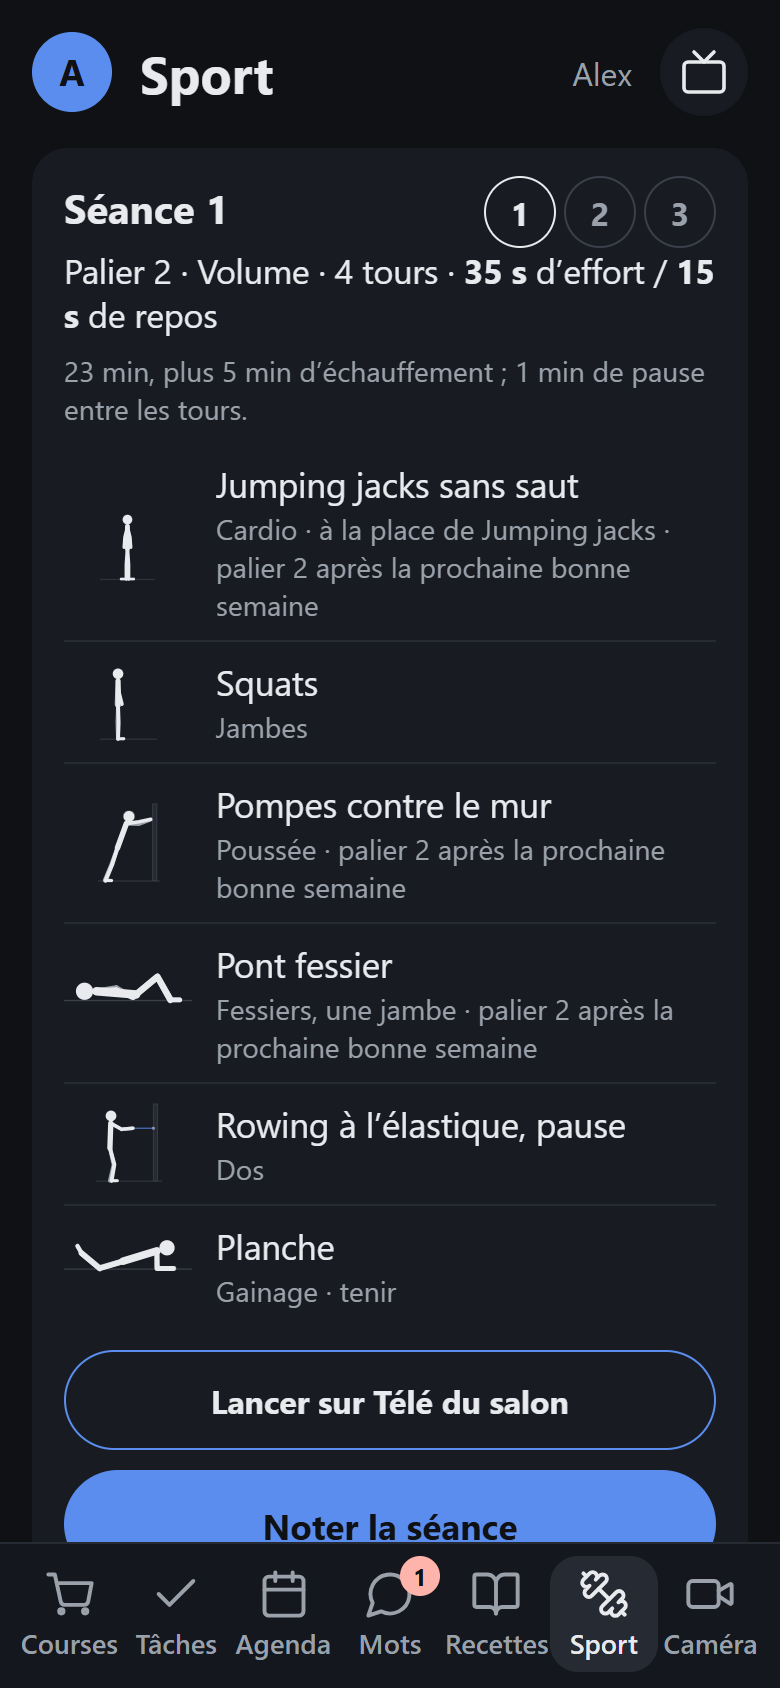 A Sport Alex
Séance 1 1 2 3
Palier 2 · Volume · 4 tours · 35 s d’effort / 15
s de repos
23 min, plus 5 min d’échauffement ; 1 min de pause
entre les tours.
Jumping jacks sans saut
Cardio · à la place de Jumping jacks ·
palier 2 après la prochaine bonne
semaine
Squats
Jambes
Pompes contre le mur
Poussée · palier 2 après la prochaine
bonne semaine
Pont fessier
Fessiers, une jambe · palier 2 après la
prochaine bonne semaine
Rowing à l’élastique, pause
Dos
Planche
Gainage · tenir
Lancer sur Télé du salon
Noter la séance
1
Courses Tâches Agenda Mots Recettes Sport Caméra